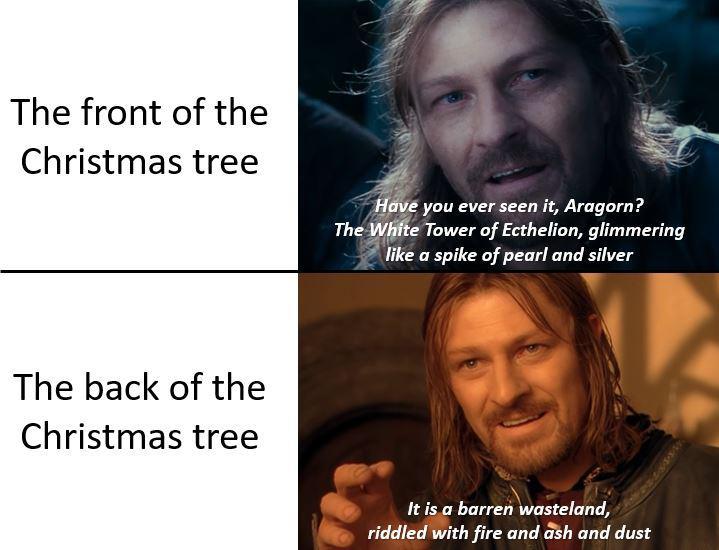 The front of the
Christmas tree
Have you ever seen it, Aragorn?
The White Tower of Ecthelion, glimmering
like a spike of pearl and silver
The back of the
Christmas tree
It is a barren wasteland,
riddled with fire and ash and dust